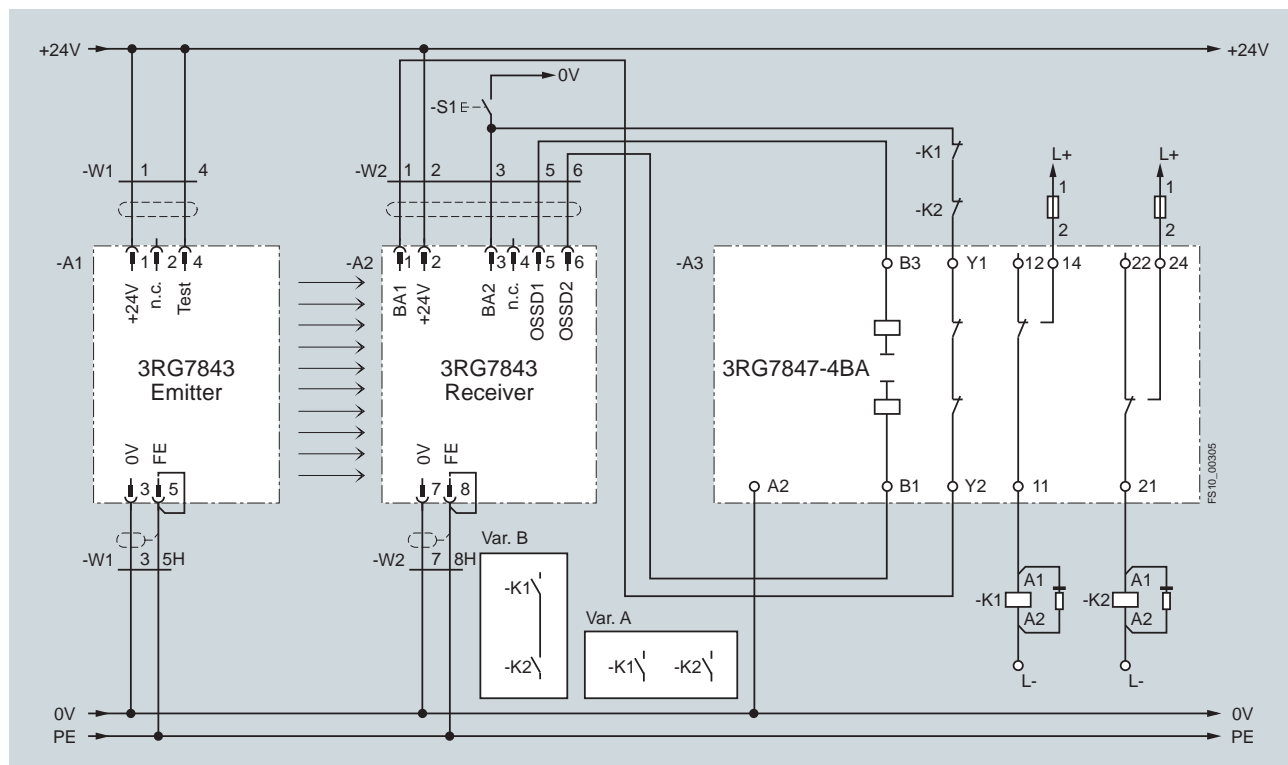 +24V +24V
0V
-S1
-K1 L+ L+
-W1 1 4 -W2 1 2 3 5 6 1 1
-K2
2 2
-A1 1 2 4 -A2 1 2 3 4 5 6 -A3 B3 Y1 12 14 22 24
+24V n.c. Test BA1 +24V BA2 n.c. OSSD1 OSSD2
3RG7843 3RG7843 3RG7847-4BA
Emitter Receiver
0V FE 0V FE
3 5 7 8 A2 B1 Y2 11 21
FS10_00305
Var. B
-W1 3 5H -W2 7 8H
-K1 A1 A1
-K1 -K2
Var. A A2 A2
-K2 -K1 -K2
L- L-
0V 0V
PE PE